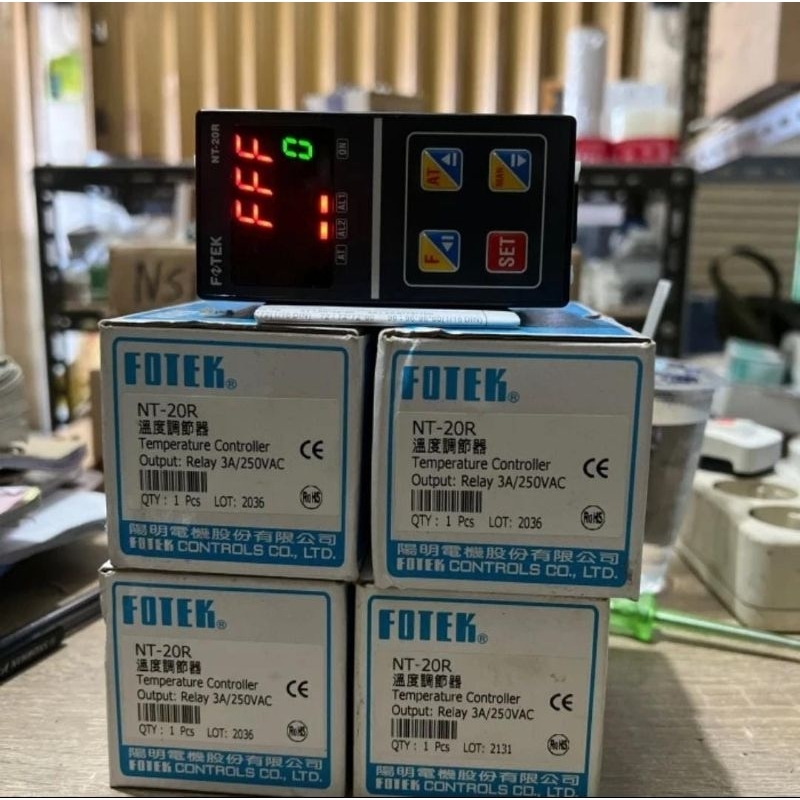 FOTEK
NT-20R
FFF
ON
AL1
AL2
AT
AT
MAN
F
SET
NS
FOTEK®
NT-20R
溫度調節器
Temperature Controller
Output: Relay 3A/250VAC
CE
QTY : 1 Pcs LOT: 2036
RoHS
陽明電機股份有限公司
FOTEK CONTROLS CO., LTD.
FOTEK®
NT-20R
溫度調節器
Temperature Controller
Output: Relay 3A/250VAC
CE
QTY : 1 Pcs LOT: 2036
RoHS
陽明電機股份有限公司
FOTEK CONTROLS CO., LTD.
FOTEK®
NT-20R
溫度調節器
Temperature Controller
Output: Relay 3A/250VAC
CE
QTY : 1 Pcs LOT: 2036
RoHS
陽明電機股份有限公司
FOTEK CONTROLS CO., LTD.
FOTEK®
NT-20R
溫度調節器
Temperature Controller
Output: Relay 3A/250VAC
CE
QTY : 1 Pcs LOT: 2131
RoHS
陽明電機股份有限公司
FOTEK CONTROLS CO., LTD.